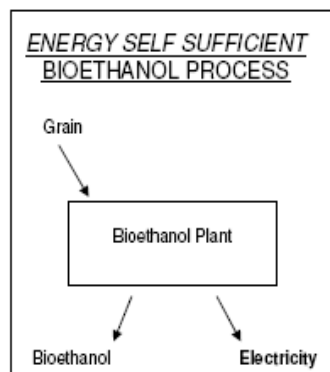 ENERGY SELF SUFFICIENT
BIOETHANOL PROCESS
Grain
Bioethanol Plant
Bioethanol
Electricity